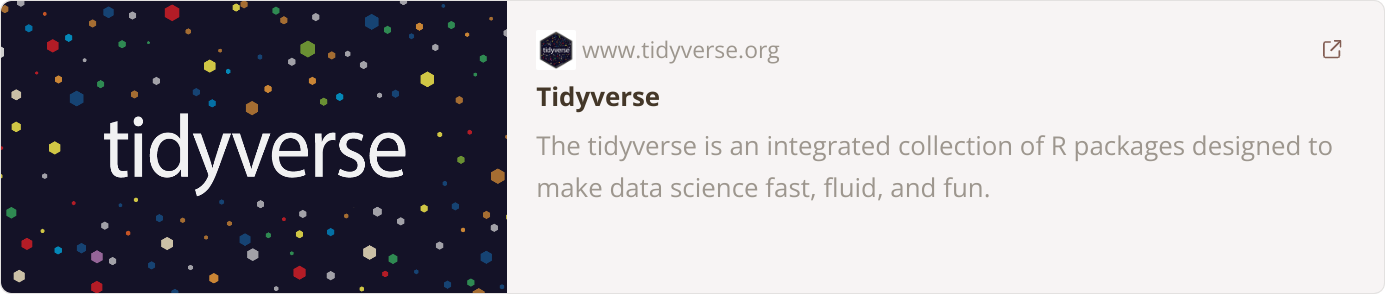 tidyverse
tidyverse
www.tidyverse.org
Tidyverse
The tidyverse is an integrated collection of R packages designed to
make data science fast, fluid, and fun.